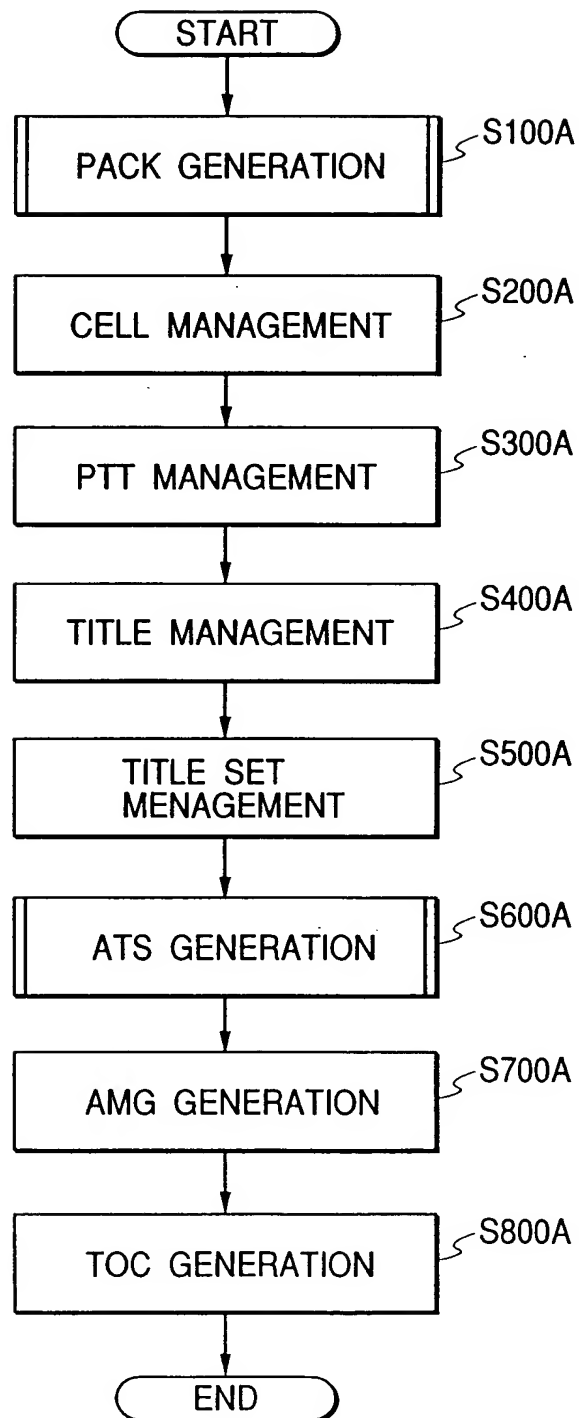 START
PACK GENERATION
S100A
CELL MANAGEMENT
S200A
PTT MANAGEMENT
S300A
TITLE MANAGEMENT
S400A
TITLE SET
MENAGEMENT
S500A
ATS GENERATION
S600A
AMG GENERATION
S700A
TOC GENERATION
S800A
END